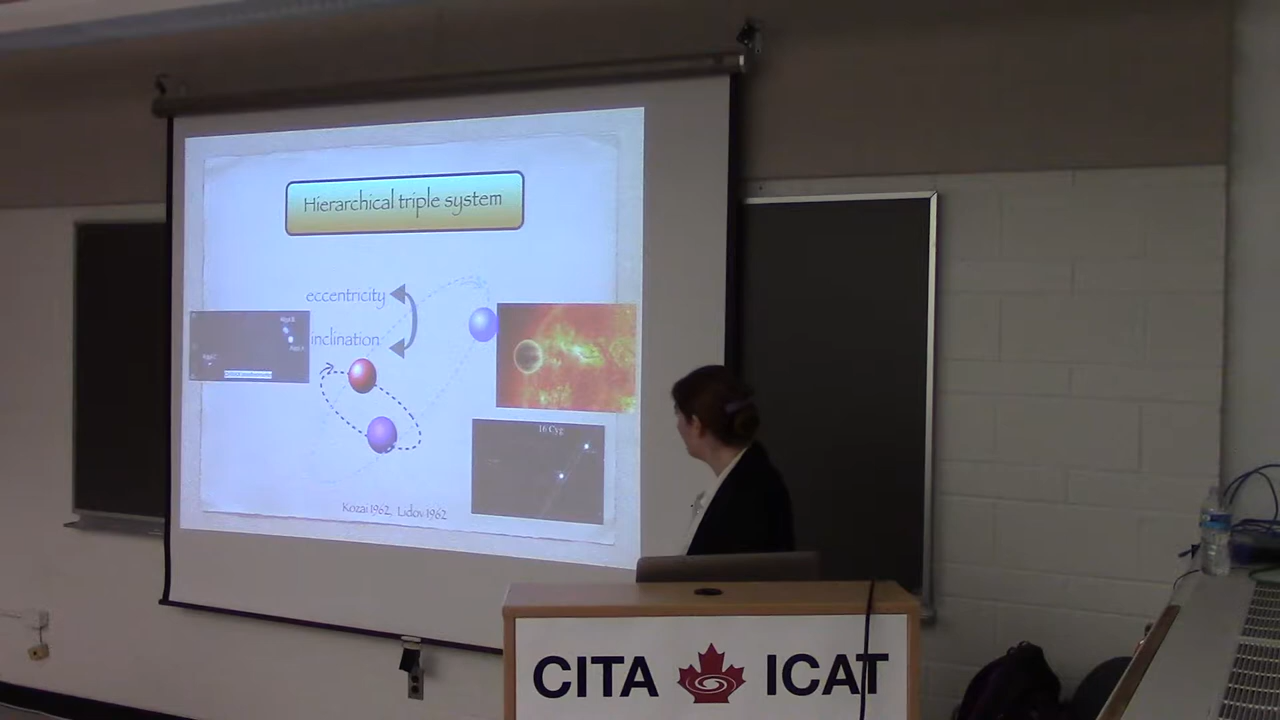 Hierarchical triple system
eccentricity
inclination
16 Cyg
Kozai 1962, Lidov 1962
CITA ICAT